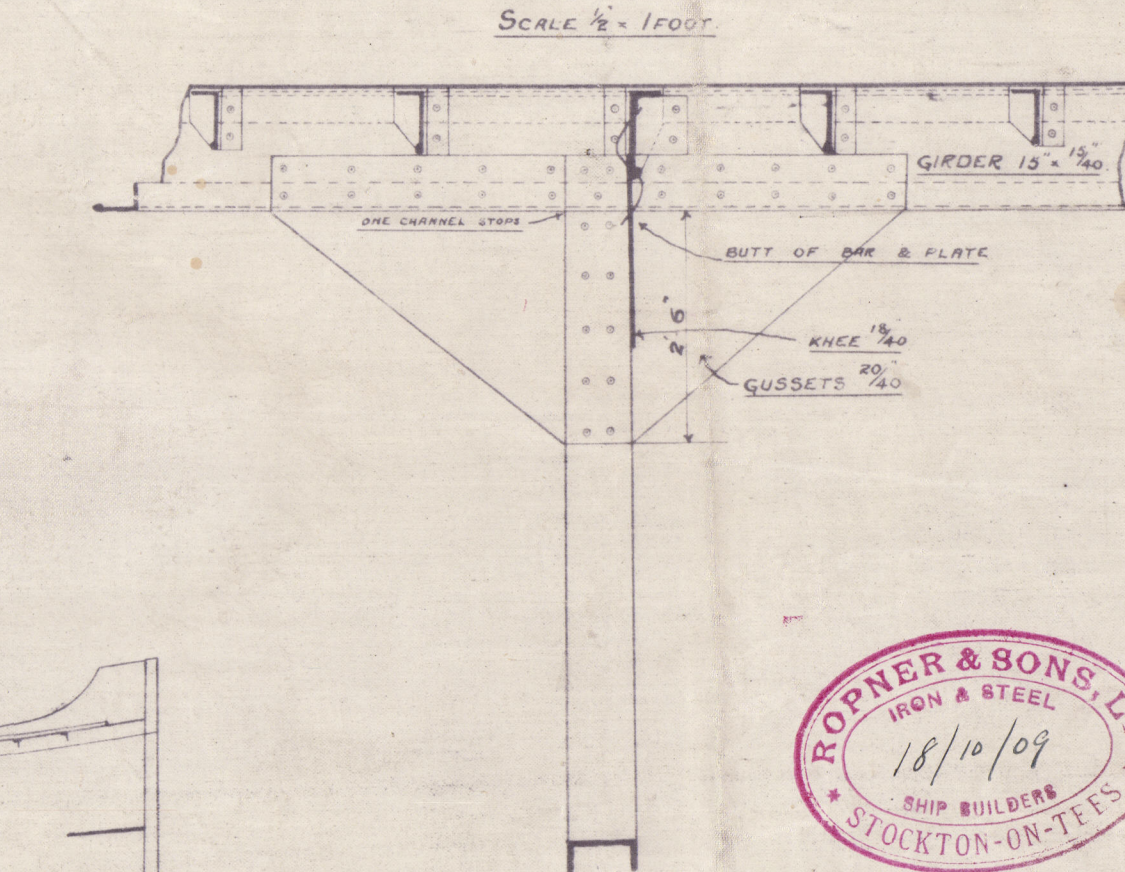 SCALE ½" = 1 FOOT.
GIRDER 15" × 15/40"
ONE CHANNEL STOPS
BUTT OF BAR & PLATE
2' 6"
KNEE 18/40"
GUSSETS 20/40"
ROPNER & SONS, L
IRON & STEEL
18/10/09
SHIP BUILDERS
* STOCKTON-ON-TEES